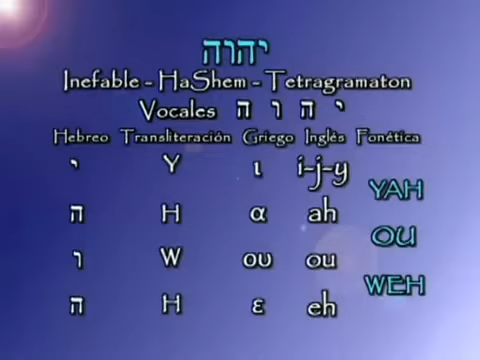 יהוה
Inefable - HaShem - Tetragramaton
Vocales ה ו ה י
Hebreo Transliteración Griego Inglés Fonética
י Y ι i-j-y
YAH
ה H α ah
OU
ו W ου ou
WEH
ה H ε eh